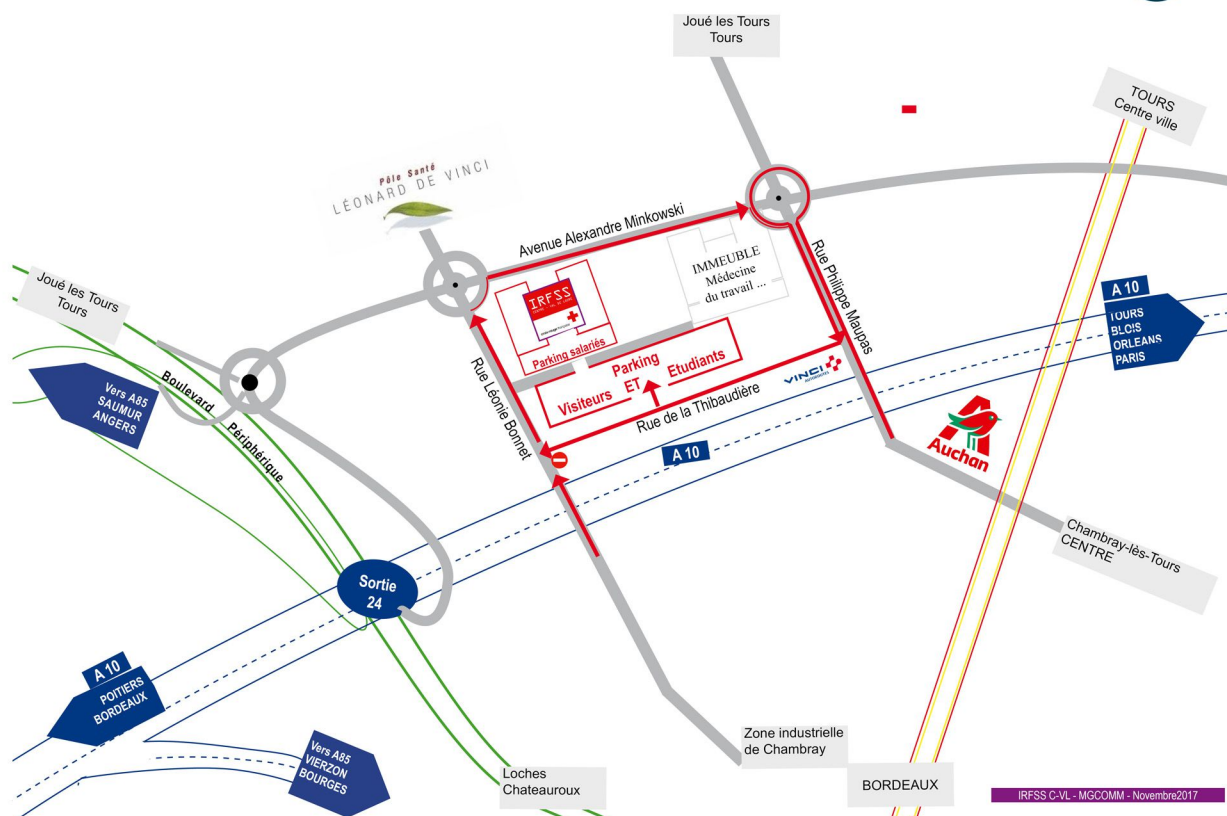 Joué les Tours
Tours
TOURS
Centre ville
Pôle Santé
LÉONARD DE VINCI
Avenue Alexandre Minkowski
IMMEUBLE
Médecine
du travail ...
Rue Philippe Maupas
IRFSS
Parking salariés
Joué les Tours
Tours
A 10
TOURS
BLOIS
ORLEANS
PARIS
Parking
Visiteurs ET Etudiants
VINCI
AUTOROUTES
Boulevard
Périphérique
Vers A85
SAUMUR
ANGERS
Rue Léonie Bonnet
Rue de la Thibaudière
A 10
Auchan
Chambray-lès-Tours
CENTRE
Sortie
24
A 10
POITIERS
BORDEAUX
Vers A85
VIERZON
BOURGES
Zone industrielle
de Chambray
Loches
Chateauroux
BORDEAUX
IRFSS C-VL - MGCOMM - Novembre2017